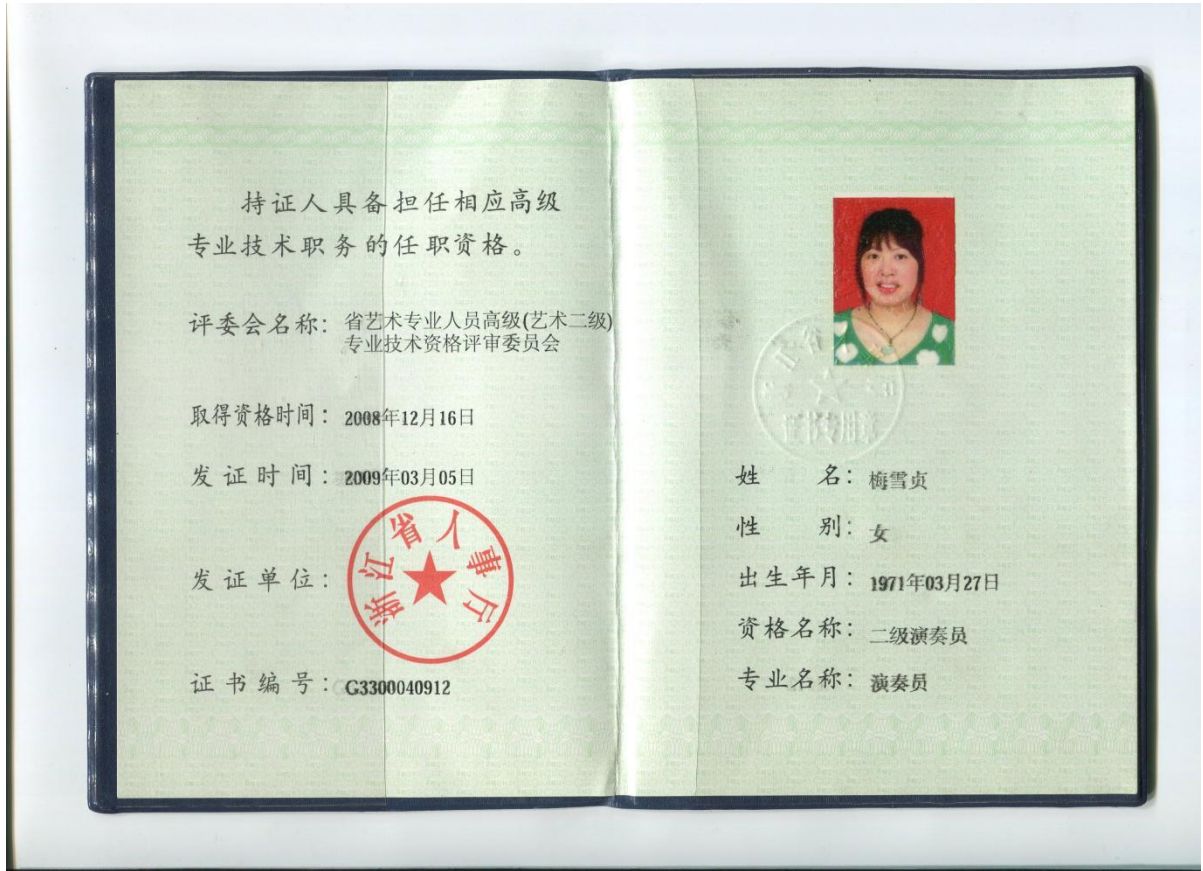 持证人具备担任相应高级
专业技术职务的任职资格。
评委会名称：省艺术专业人员高级(艺术二级)
专业技术资格评审委员会
取得资格时间：2008年12月16日
发证时间：2009年03月05日
发证单位：
浙江省人事厅
证书编号：G3300040912
证书专用章
姓名：梅雪贞
性别：女
出生年月：1971年03月27日
资格名称：二级演奏员
专业名称：演奏员